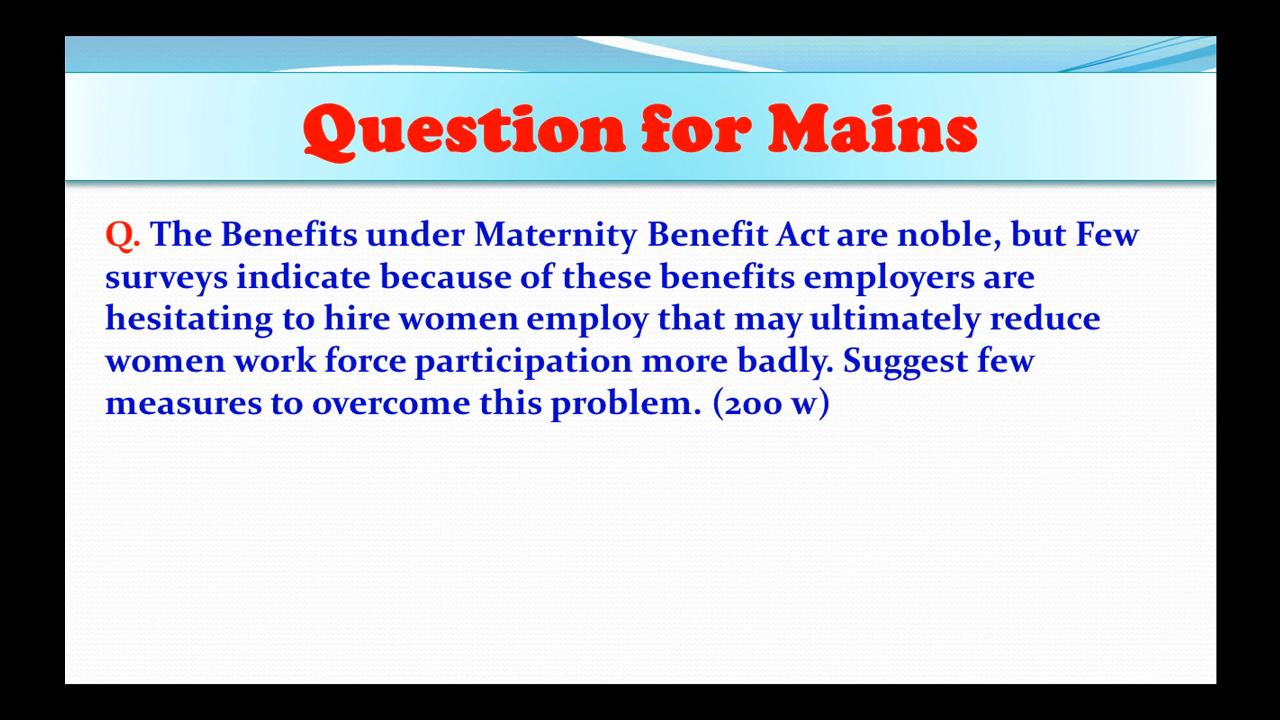 Question for Mains
Q. The Benefits under Maternity Benefit Act are noble, but Few
surveys indicate because of these benefits employers are
hesitating to hire women employ that may ultimately reduce
women work force participation more badly. Suggest few
measures to overcome this problem. (200 w)